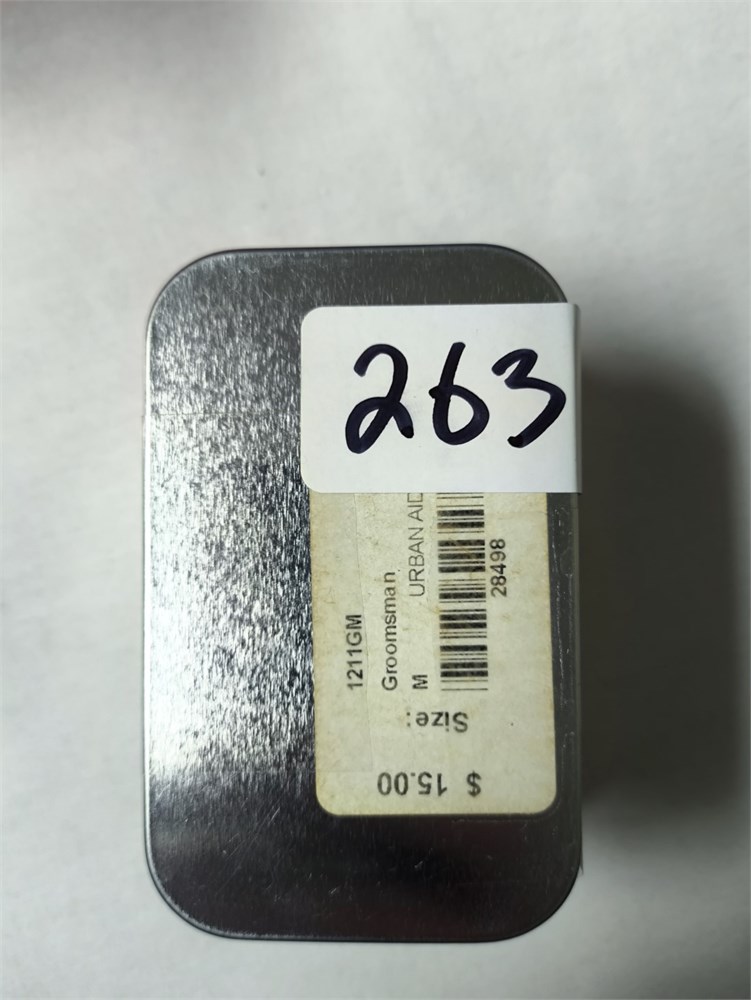 263
1211GM
Groomsman
M URBAN AID
28498
Size:
$ 15.00